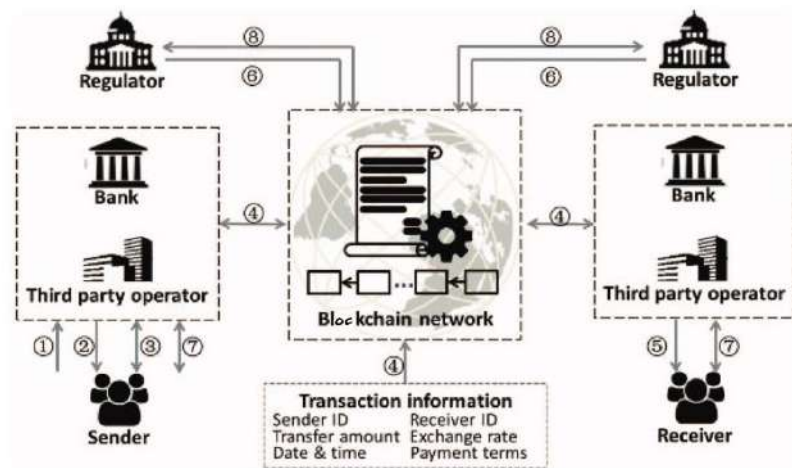 ⑧
⑧
Regulator
⑥
⑥
Regulator
Bank
Bank
④
④
Third party operator
...
Third party operator
Blockchain network
①
②
③
⑦
④
⑤
⑦
Sender
Transaction information
Sender ID Receiver ID
Transfer amount Exchange rate
Date & time Payment terms
Receiver